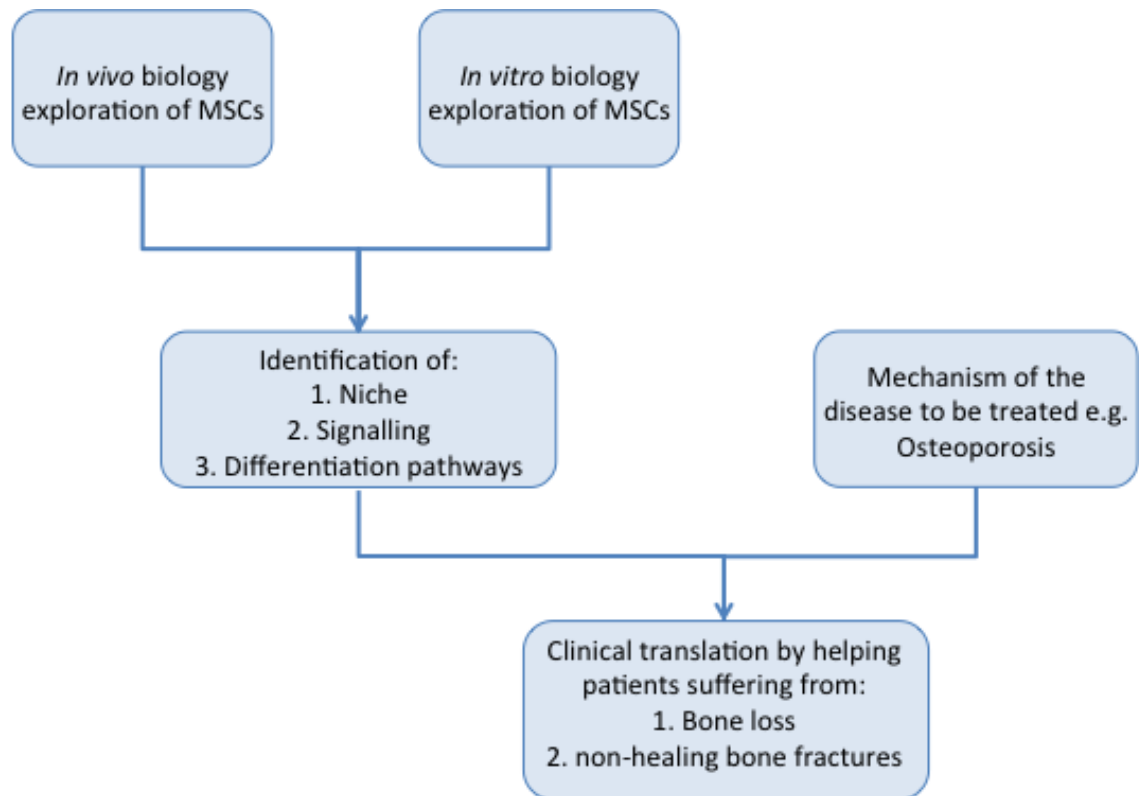 In vivo biology
exploration of MSCs
In vitro biology
exploration of MSCs
Identification of:
1. Niche
2. Signalling
3. Differentiation pathways
Mechanism of the
disease to be treated e.g.
Osteoporosis
Clinical translation by helping
patients suffering from:
1. Bone loss
2. non-healing bone fractures